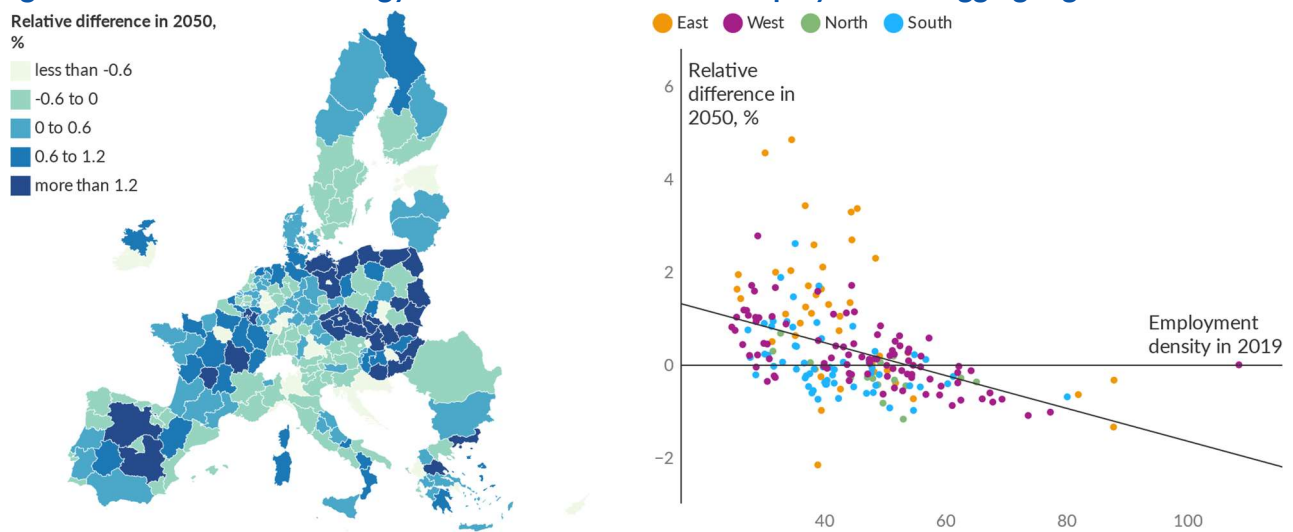 Relative difference in 2050,
%
less than -0.6
-0.6 to 0
0 to 0.6
0.6 to 1.2
more than 1.2
East West North South
Relative
difference in
2050, %
6
4
2
0
−2
Employment
density in 2019
40 60 80 100